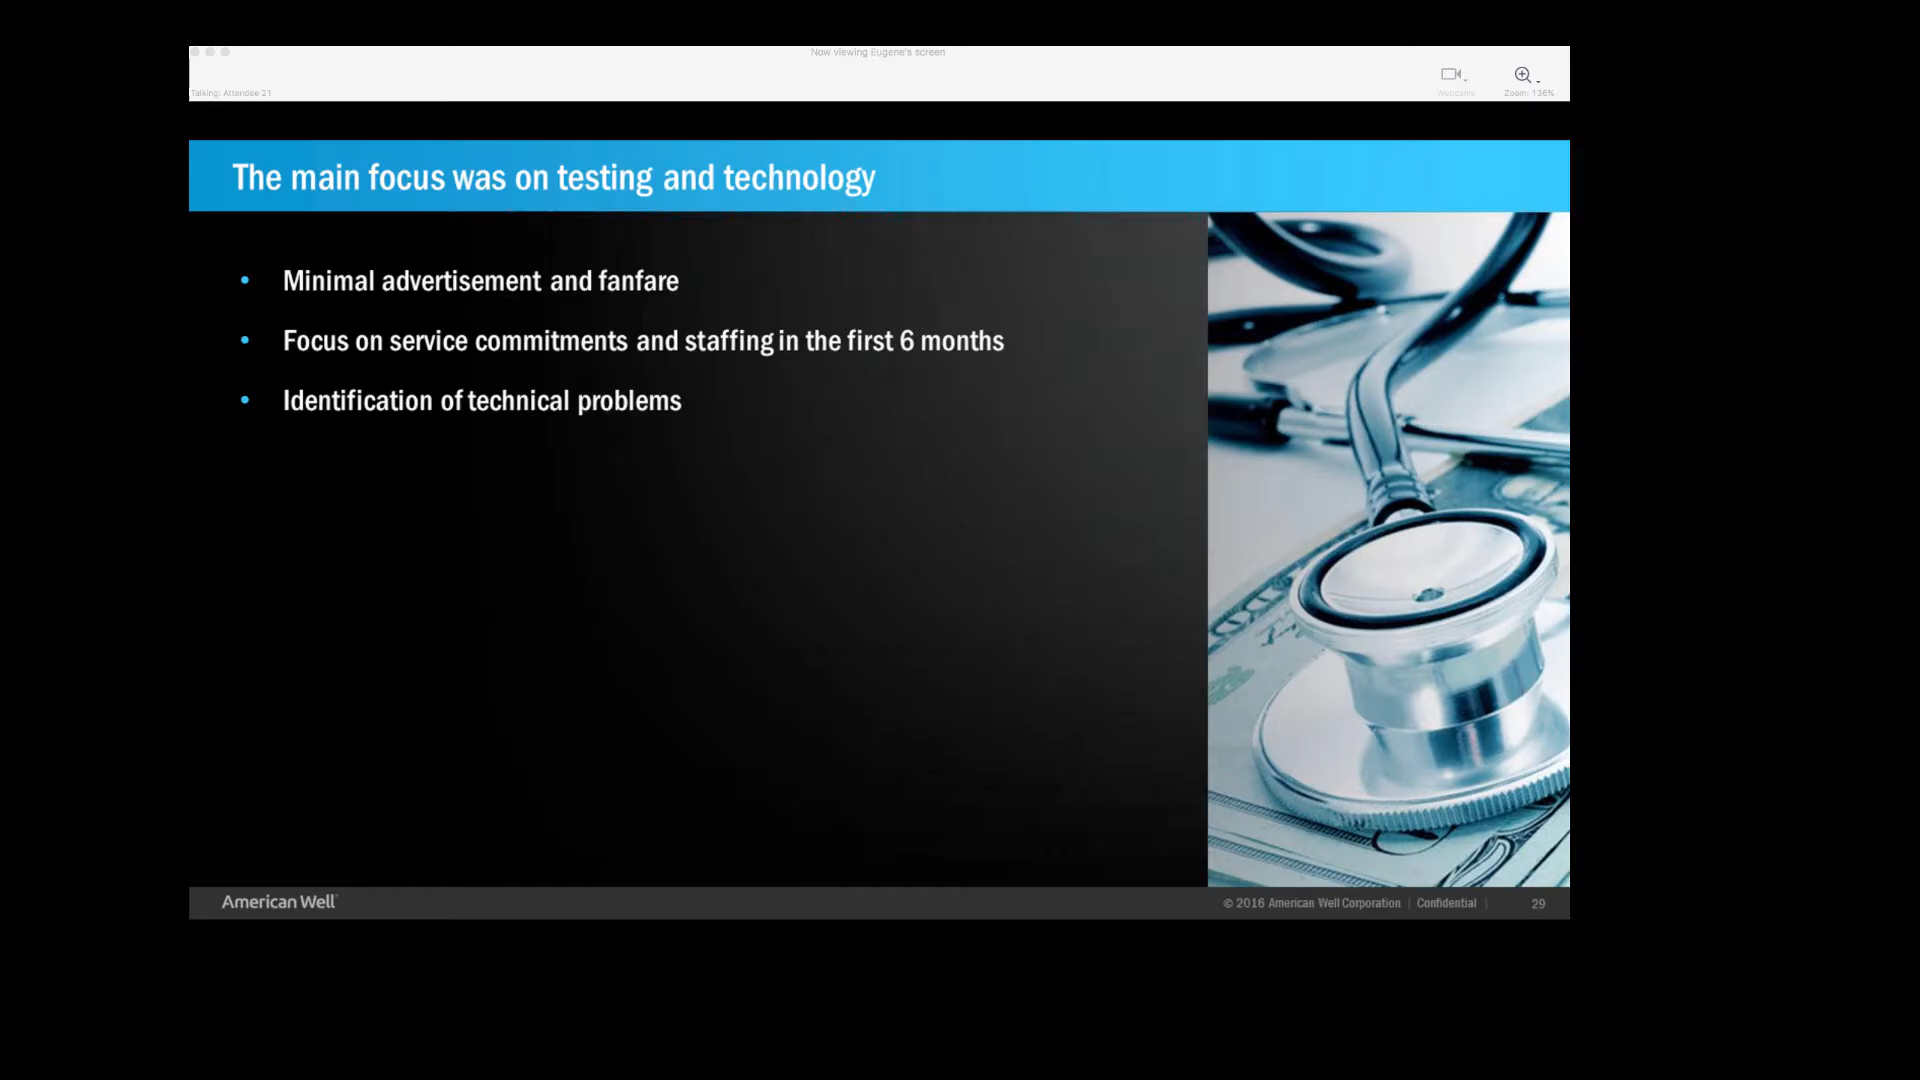 Now viewing Eugene's screen
Talking: Attendee 21
Webcams
Zoom: 136%
The main focus was on testing and technology
• Minimal advertisement and fanfare
• Focus on service commitments and staffing in the first 6 months
• Identification of technical problems
American Well
© 2016 American Well Corporation | Confidential | 29